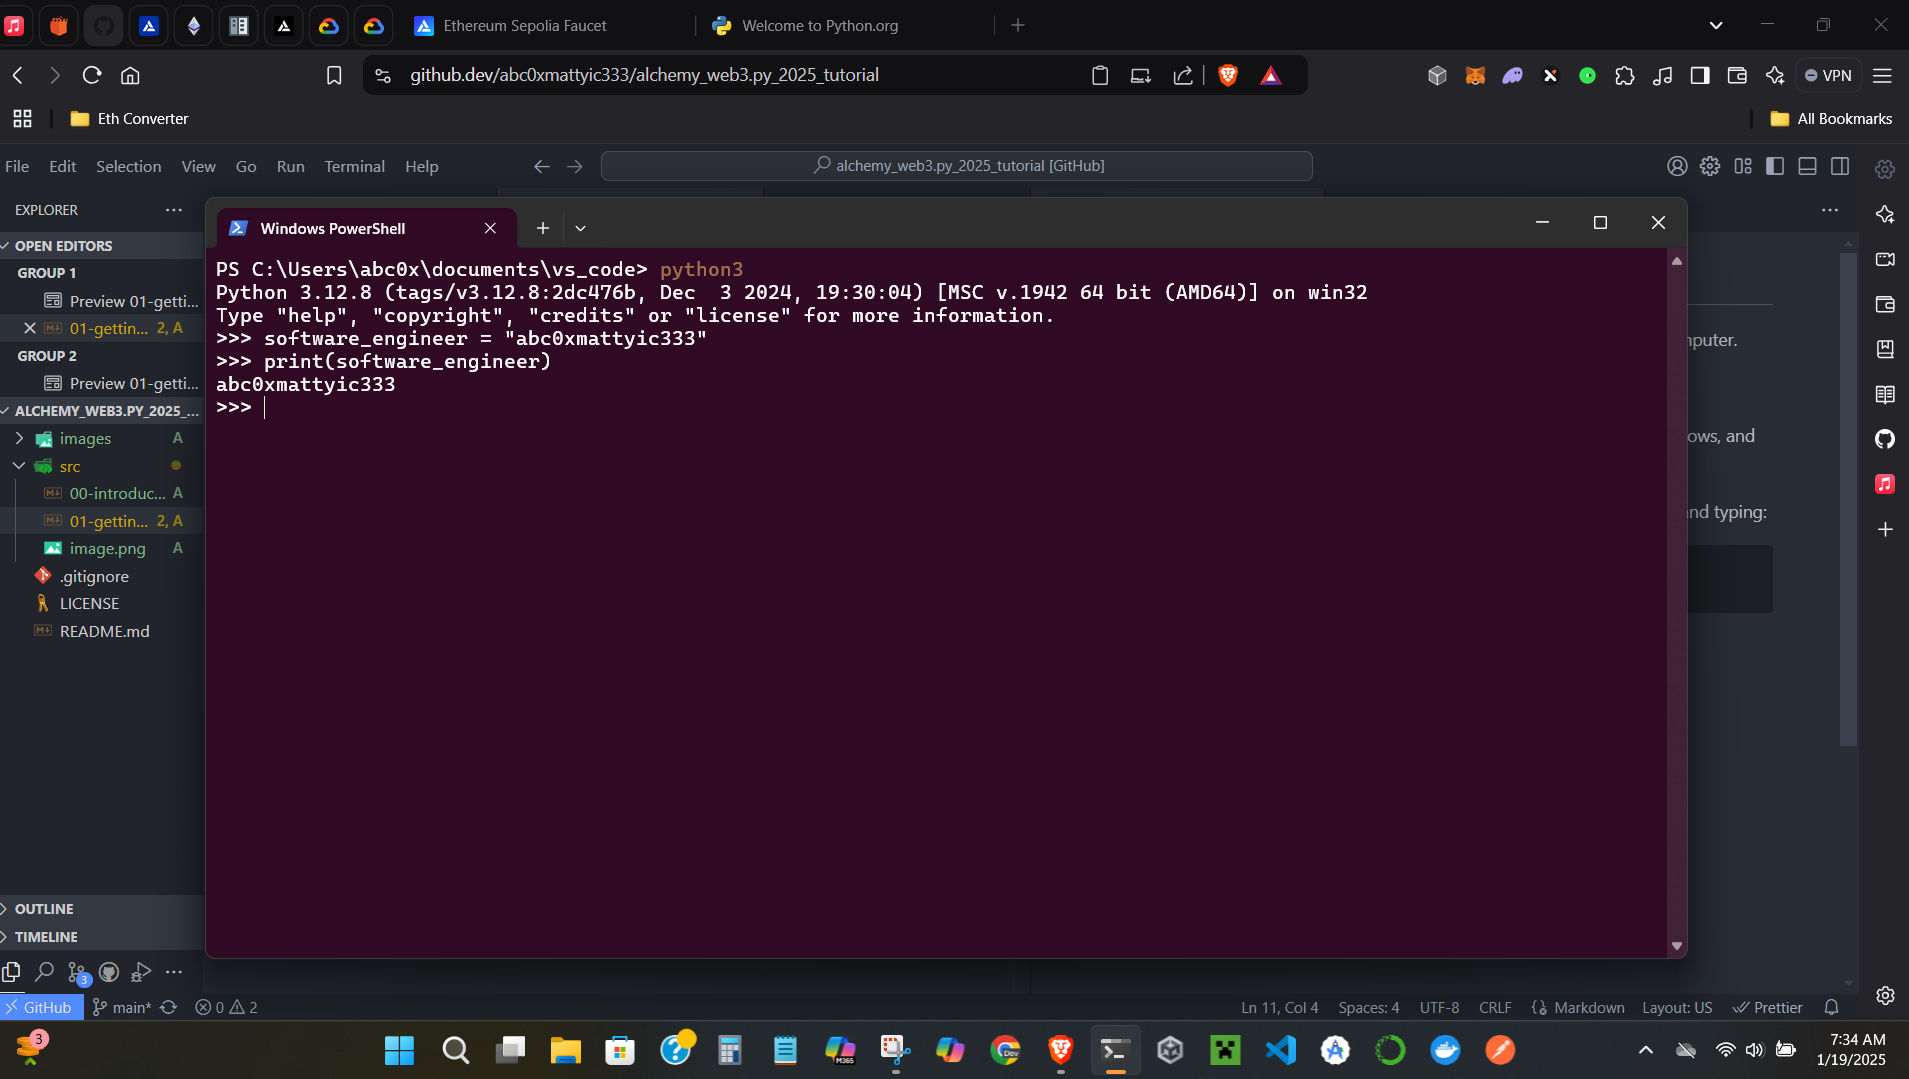 Ethereum Sepolia Faucet
Welcome to Python.org
github.dev/abc0xmattyic333/alchemy_web3.py_2025_tutorial
VPN
Eth Converter
All Bookmarks
File Edit Selection View Go Run Terminal Help
alchemy_web3.py_2025_tutorial [GitHub]
EXPLORER
OPEN EDITORS
GROUP 1
Preview 01-getti...
01-gettin... 2, A
GROUP 2
Preview 01-getti...
ALCHEMY_WEB3.PY_2025_...
images A
src
00-introduc... A
01-gettin... 2, A
image.png A
.gitignore
LICENSE
README.md
OUTLINE
TIMELINE
Windows PowerShell
PS C:\Users\abc0x\documents\vs_code> python3
Python 3.12.8 (tags/v3.12.8:2dc476b, Dec  3 2024, 19:30:04) [MSC v.1942 64 bit (AMD64)] on win32
Type "help", "copyright", "credits" or "license" for more information.
>>> software_engineer = "abc0xmattyic333"
>>> print(software_engineer)
abc0xmattyic333
>>>
ows, and
and typing:
3
GitHub main* 0 2
Ln 11, Col 4 Spaces: 4 UTF-8 CRLF Markdown Layout: US Prettier
3
M365
Dev
7:34 AM
1/19/2025